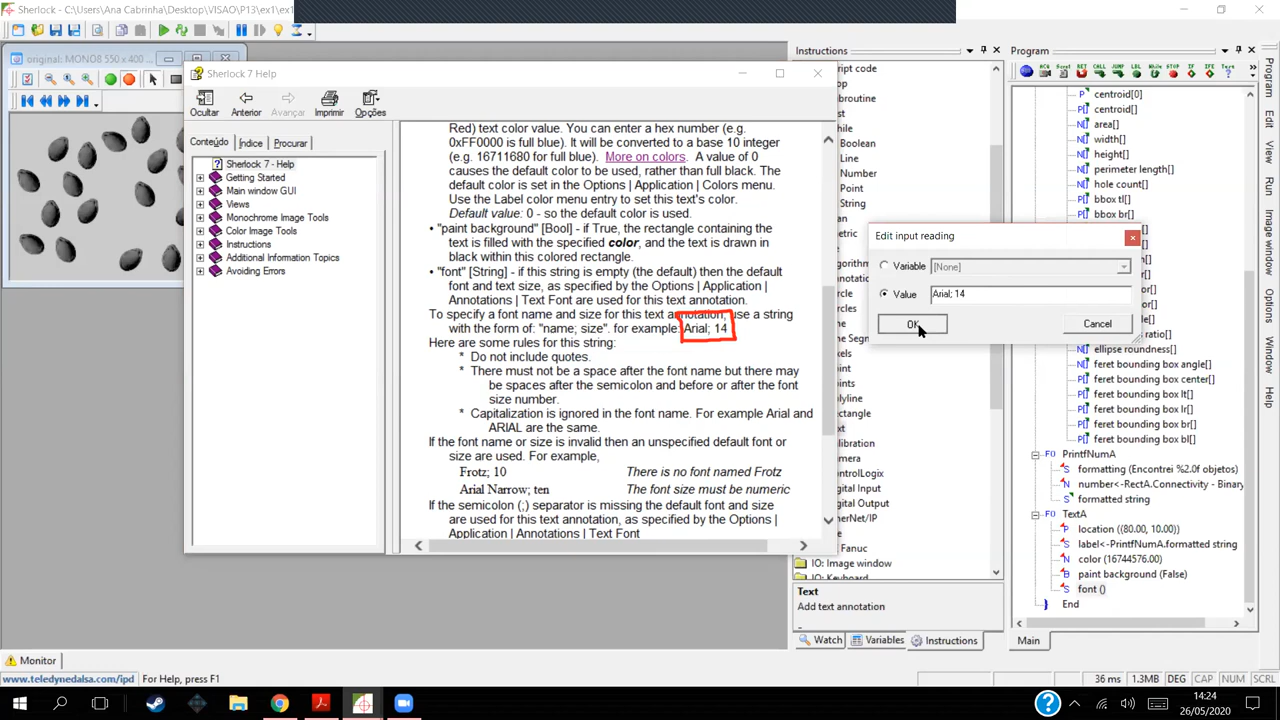 Sherlock - C:\Users\Ana Cabrinha\Desktop\VISAO\P13\ex1\ex1-
original: MONO8 550 x 400
Sherlock 7 Help
Ocultar
Anterior
Avançar
Imprimir
Opções
Conteúdo
Índice
Procurar
Sherlock 7 - Help
Getting Started
Main window GUI
Views
Monochrome Image Tools
Color Image Tools
Instructions
Additional Information Topics
Avoiding Errors
Red) text color value. You can enter a hex number (e.g.
0xFF0000 is full blue). It will be converted to a base 10 integer
(e.g. 16711680 for full blue). More on colors. A value of 0
causes the default color to be used, rather than full black. The
default color is set in the Options | Application | Colors menu.
Use the Label color menu entry to set this text's color.
Default value: 0 - so the default color is used.
• "paint background" [Bool] - if True, the rectangle containing the
text is filled with the specified color, and the text is drawn in
black within this colored rectangle.
• "font" [String] - if this string is empty (the default) then the default
font and text size, as specified by the Options | Application |
Annotations | Text Font are used for this text annotation.
To specify a font name and size for this text annotation, use a string
with the form of: "name; size". for example: Arial; 14
Here are some rules for this string:
* Do not include quotes.
* There must not be a space after the font name but there may
be spaces after the semicolon and before or after the font
size number.
* Capitalization is ignored in the font name. For example Arial and
ARIAL are the same.
If the font name or size is invalid then an unspecified default font or
size are used. For example,
Frotz; 10 There is no font named Frotz
Arial Narrow; ten The font size must be numeric
If the semicolon (;) separator is missing the default font and size
are used for this text annotation, as specified by the Options |
Application | Annotations | Text Font
Instructions
Boolean
Line
Number
Point
String
IO: Image window
IO: Keyboard
Text
Add text annotation
Watch
Variables
Instructions
Edit input reading
Variable
[None]
Value
Arial; 14
OK
Cancel
Program
centroid[0]
centroid[]
area[]
width[]
height[]
perimeter length[]
hole count[]
bbox tl[]
bbox br[]
ellipse roundness[]
feret bounding box angle[]
feret bounding box center[]
feret bounding box lt[]
feret bounding box lr[]
feret bounding box br[]
feret bounding box bl[]
PrintfNumA
formatting (Encontrei %2.0f objetos)
number<-RectA.Connectivity - Binary
formatted string
TextA
location ((80.00, 10.00))
label<-PrintfNumA.formatted string
color (16744576.00)
paint background (False)
font ()
End
Main
Program
Edit
View
Run
Options
Window
Help
Monitor
www.teledynedalsa.com/ipd
For Help, press F1
36 ms
1.3MB
DEG
CAP
NUM
SCRL
14:24
26/05/2020